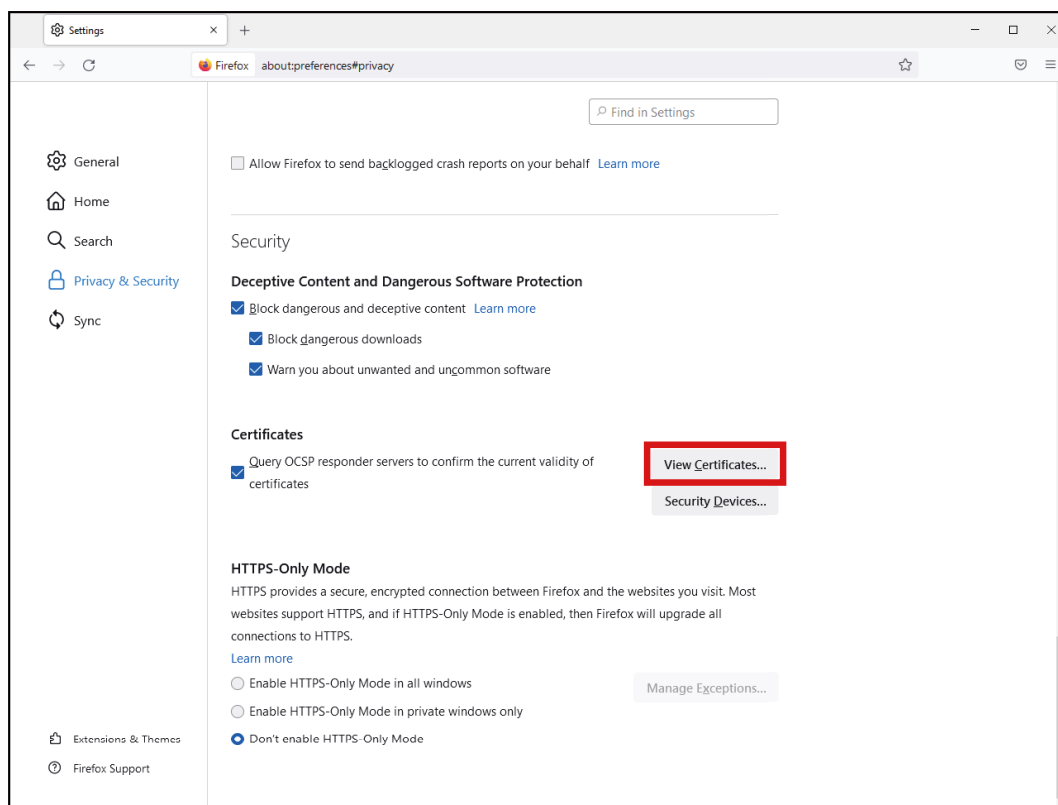 Settings
Firefox about:preferences#privacy
Find in Settings
General
Home
Search
Privacy & Security
Sync
Extensions & Themes
Firefox Support
Allow Firefox to send backlogged crash reports on your behalf Learn more
Security
Deceptive Content and Dangerous Software Protection
Block dangerous and deceptive content Learn more
Block dangerous downloads
Warn you about unwanted and uncommon software
Certificates
Query OCSP responder servers to confirm the current validity of
certificates
View Certificates...
Security Devices...
HTTPS-Only Mode
HTTPS provides a secure, encrypted connection between Firefox and the websites you visit. Most
websites support HTTPS, and if HTTPS-Only Mode is enabled, then Firefox will upgrade all
connections to HTTPS.
Learn more
Enable HTTPS-Only Mode in all windows
Manage Exceptions...
Enable HTTPS-Only Mode in private windows only
Don't enable HTTPS-Only Mode